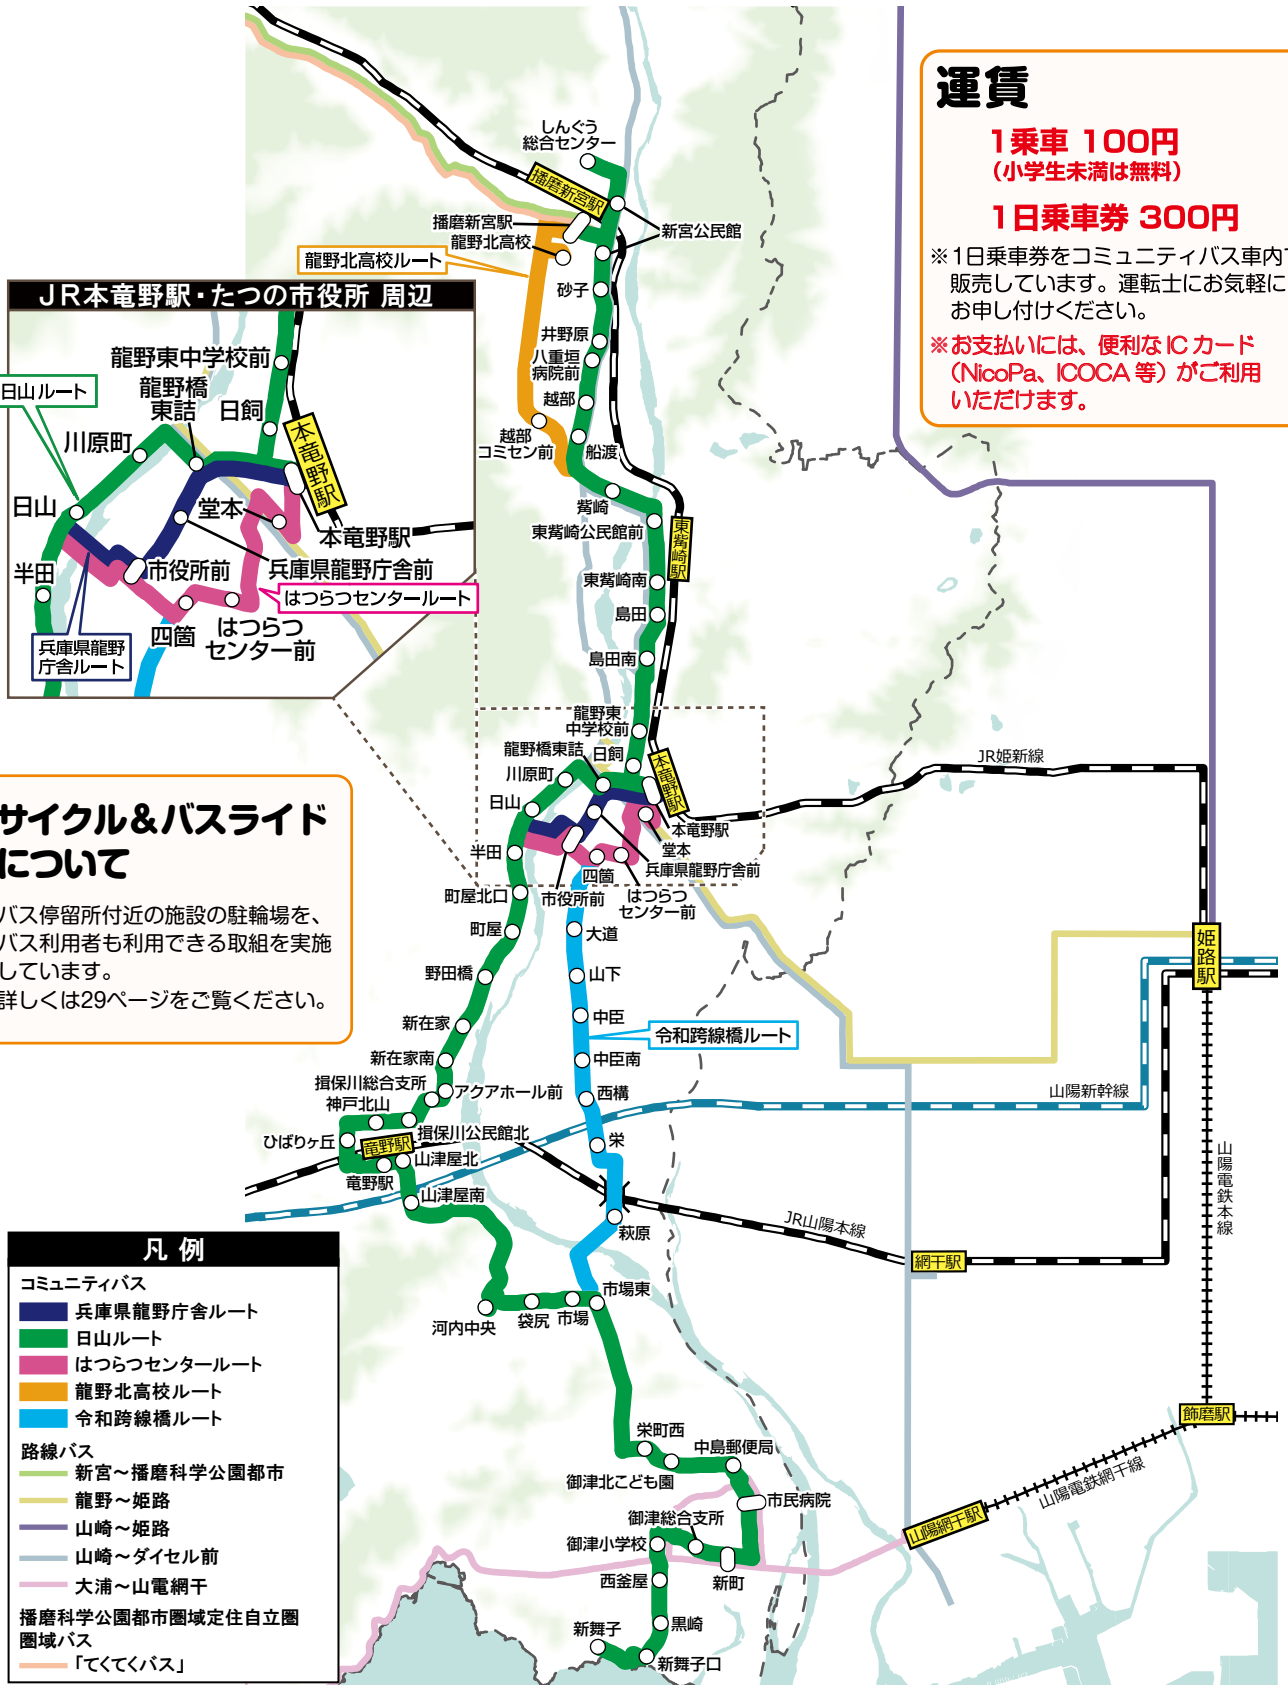 運賃
1乗車 100円
(小学生未満は無料)
1日乗車券 300円
※1日乗車券をコミュニティバス車内で
販売しています。運転士にお気軽に
お申し付けください。
※お支払いには、便利なICカード
(NicoPa、ICOCA等)がご利用
いただけます。
しんぐう
総合センター
播磨新宮駅
播磨新宮駅
龍野北高校
新宮公民館
龍野北高校ルート
砂子
井野原
八重垣
病院前
越部
越部
コミセン前
船渡
觜崎
東觜崎公民館前
東觜崎駅
東觜崎南
島田
島田南
龍野東
中学校前
龍野橋東詰
日飼
本竜野駅
川原町
日山
本竜野駅
堂本
半田
兵庫県龍野庁舎前
四箇
市役所前
はつらつ
センター前
町屋北口
町屋
大道
野田橋
山下
中臣
新在家
令和跨線橋ルート
新在家南
中臣南
揖保川総合支所
アクアホール前
西構
神戸北山
揖保川公民館北
ひばりヶ丘
竜野駅
栄
山津屋北
竜野駅
山津屋南
萩原
市場東
河内中央
袋尻
市場
栄町西
中島郵便局
御津北こども園
市民病院
御津総合支所
御津小学校
新町
西釜屋
黒崎
新舞子
新舞子口
JR姫新線
姫路駅
山陽新幹線
山陽電鉄本線
JR山陽本線
網干駅
飾磨駅
山陽電鉄網干線
山陽網干駅
JR本竜野駅・たつの市役所 周辺
龍野東中学校前
日山ルート
龍野橋
東詰
日飼
川原町
本竜野駅
日山
堂本
本竜野駅
半田
市役所前
兵庫県龍野庁舎前
はつらつセンタールート
兵庫県龍野
庁舎ルート
四箇
はつらつ
センター前
サイクル&バスライド
について
バス停留所付近の施設の駐輪場を、
バス利用者も利用できる取組を実施
しています。
詳しくは29ページをご覧ください。
凡 例
コミュニティバス
兵庫県龍野庁舎ルート
日山ルート
はつらつセンタールート
龍野北高校ルート
令和跨線橋ルート
路線バス
新宮～播磨科学公園都市
龍野～姫路
山崎～姫路
山崎～ダイセル前
大浦～山電網干
播磨科学公園都市圏域定住自立圏
圏域バス
「てくてくバス」